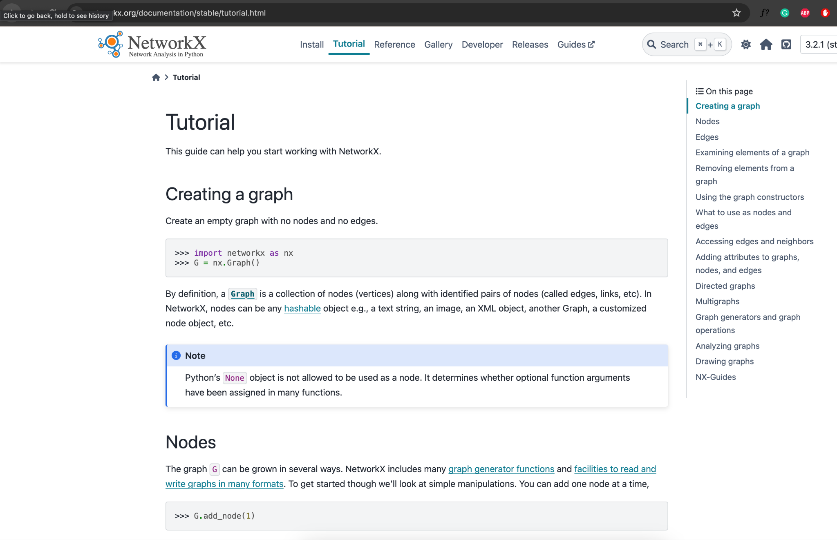 Click to go back, hold to see history
kx.org/documentation/stable/tutorial.html
f?
ABP
NetworkX
Network Analysis in Python
Install Tutorial Reference Gallery Developer Releases Guides
Search ⌘ + K
3.2.1 (st
Tutorial
On this page
Creating a graph
Nodes
Edges
Examining elements of a graph
Removing elements from a
graph
Using the graph constructors
What to use as nodes and
edges
Accessing edges and neighbors
Adding attributes to graphs,
nodes, and edges
Directed graphs
Multigraphs
Graph generators and graph
operations
Analyzing graphs
Drawing graphs
NX-Guides
Tutorial
This guide can help you start working with NetworkX.
Creating a graph
Create an empty graph with no nodes and no edges.
>>> import networkx as nx
>>> G = nx.Graph()
By definition, a Graph is a collection of nodes (vertices) along with identified pairs of nodes (called edges, links, etc). In
NetworkX, nodes can be any hashable object e.g., a text string, an image, an XML object, another Graph, a customized
node object, etc.
Note
Python's None object is not allowed to be used as a node. It determines whether optional function arguments
have been assigned in many functions.
Nodes
The graph G can be grown in several ways. NetworkX includes many graph generator functions and facilities to read and
write graphs in many formats. To get started though we'll look at simple manipulations. You can add one node at a time,
>>> G.add_node(1)